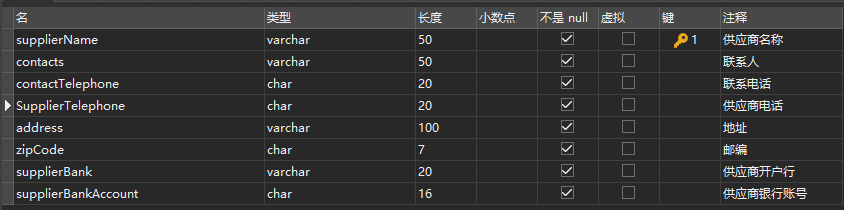 名 类型 长度 小数点 不是 null 虚拟 键 注释
supplierName varchar 50 1 供应商名称
contacts varchar 50 联系人
contactTelephone char 20 联系电话
SupplierTelephone char 20 供应商电话
address varchar 100 地址
zipCode char 7 邮编
supplierBank varchar 20 供应商开户行
supplierBankAccount char 16 供应商银行账号